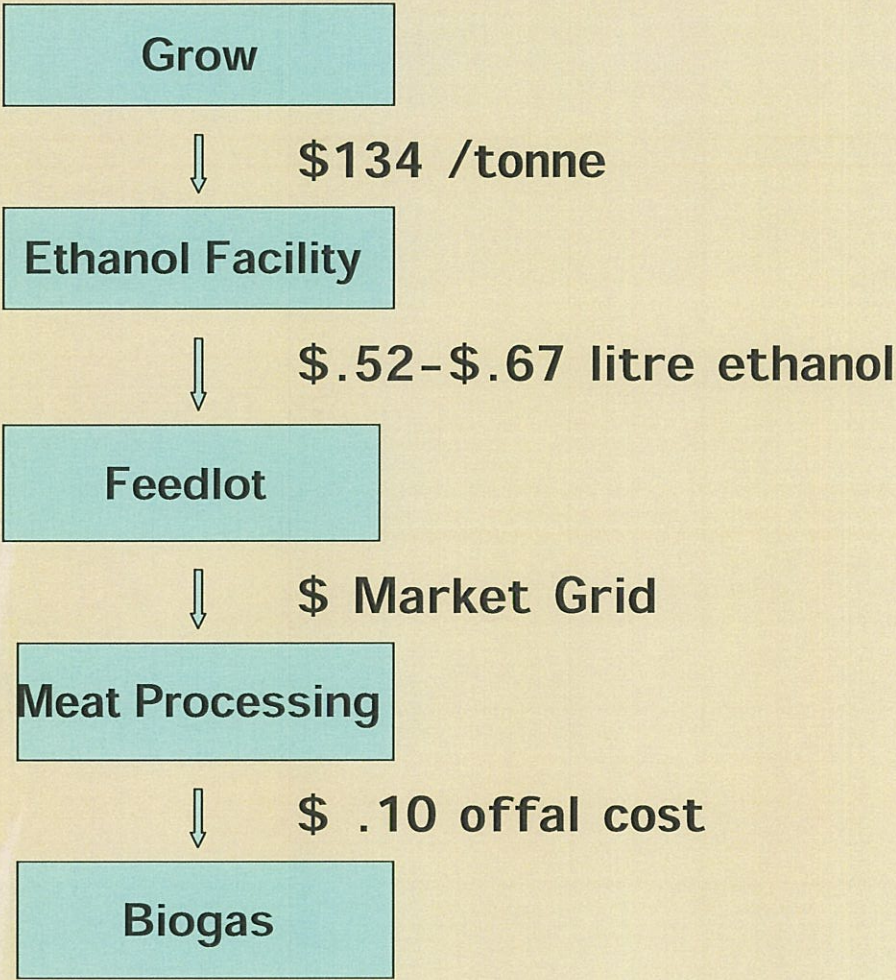 Grow
$134 /tonne
Ethanol Facility
$.52-$.67 litre ethanol
Feedlot
$ Market Grid
Meat Processing
$ .10 offal cost
Biogas